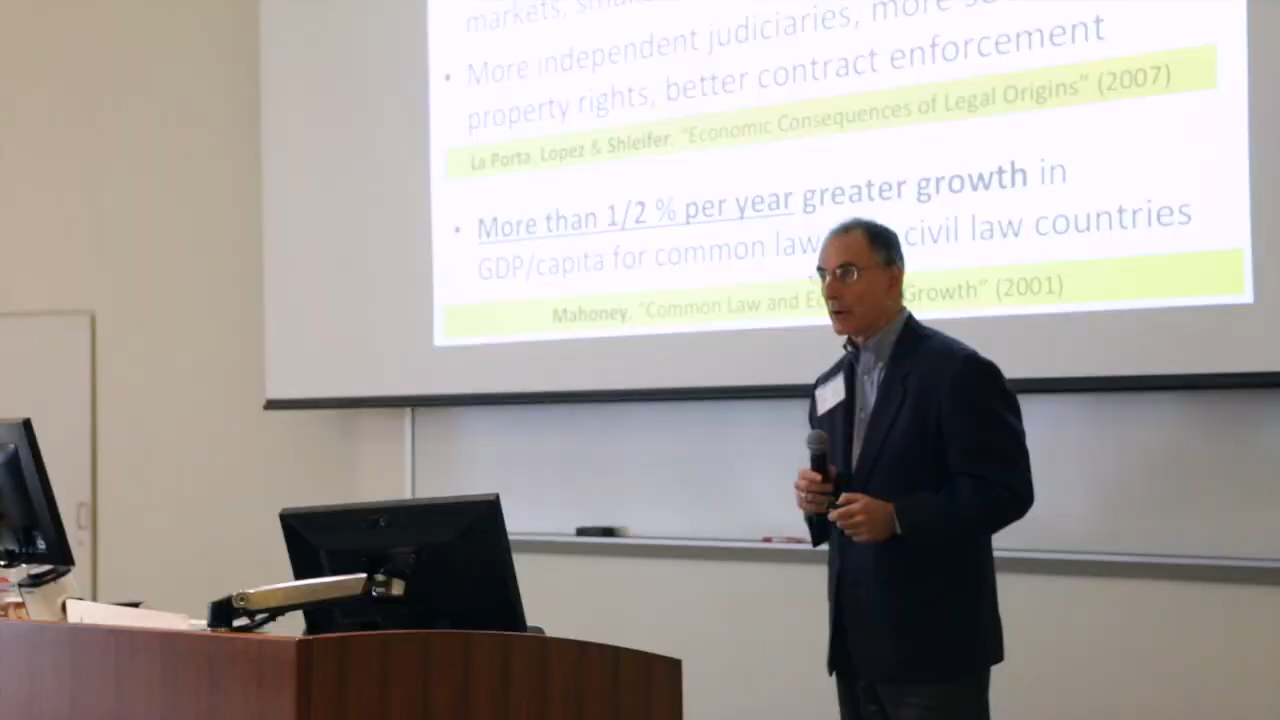 markets,
• More independent judiciaries, more
property rights, better contract enforcement
La Porta, Lopez & Shleifer, "Economic Consequences of Legal Origins" (2007)
• More than 1/2 % per year greater growth in
GDP/capita for common law civil law countries
Mahoney, "Common Law and Growth" (2001)